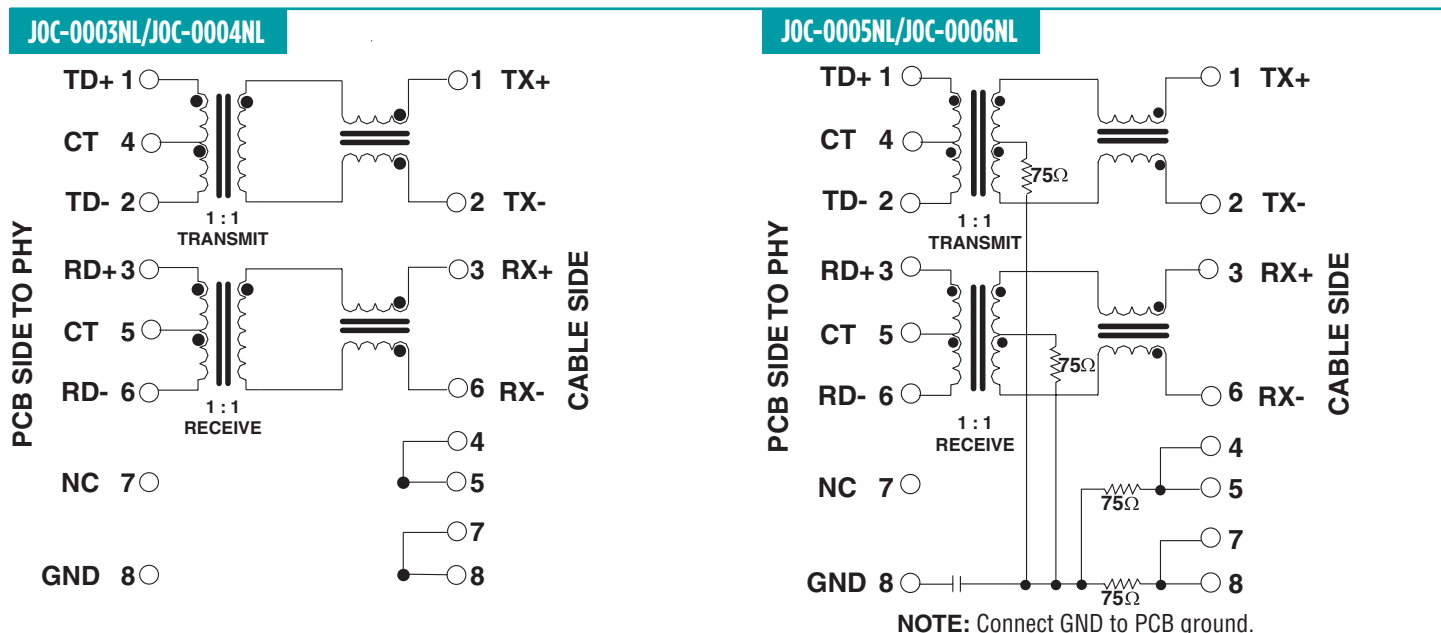 J0C-0003NL/J0C-0004NL
TD+ 1
1 TX+
CT 4
TD- 2
2 TX-
1 : 1
TRANSMIT
RD+ 3
3 RX+
CT 5
RD- 6
6 RX-
1 : 1
RECEIVE
4
NC 7
5
7
GND 8
8
PCB SIDE TO PHY
CABLE SIDE
J0C-0005NL/J0C-0006NL
TD+ 1
1 TX+
CT 4
75Ω
TD- 2
2 TX-
1 : 1
TRANSMIT
RD+ 3
3 RX+
CT 5
75Ω
RD- 6
6 RX-
1 : 1
RECEIVE
4
NC 7
5
75Ω
7
GND 8
8
75Ω
PCB SIDE TO PHY
CABLE SIDE
NOTE: Connect GND to PCB ground.